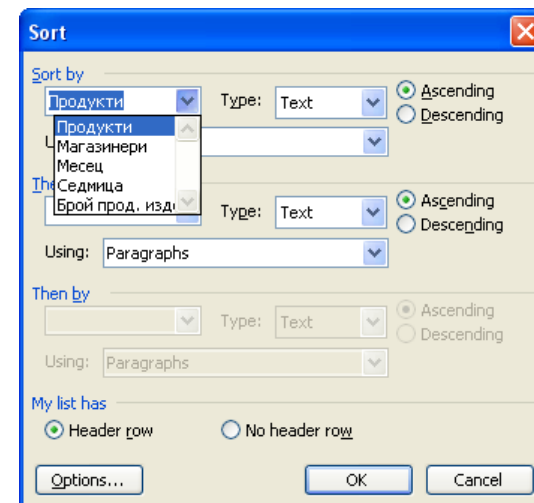 Sort
Sort by
Продукти Type: Text Ascending
Descending
Продукти
Магазинери
Месец
Седмица
Брой прод. изд
Type: Text Ascending
Descending
Using: Paragraphs
Then by
Type: Text Ascending
Descending
Using: Paragraphs
My list has
Header row No header row
Options... OK Cancel